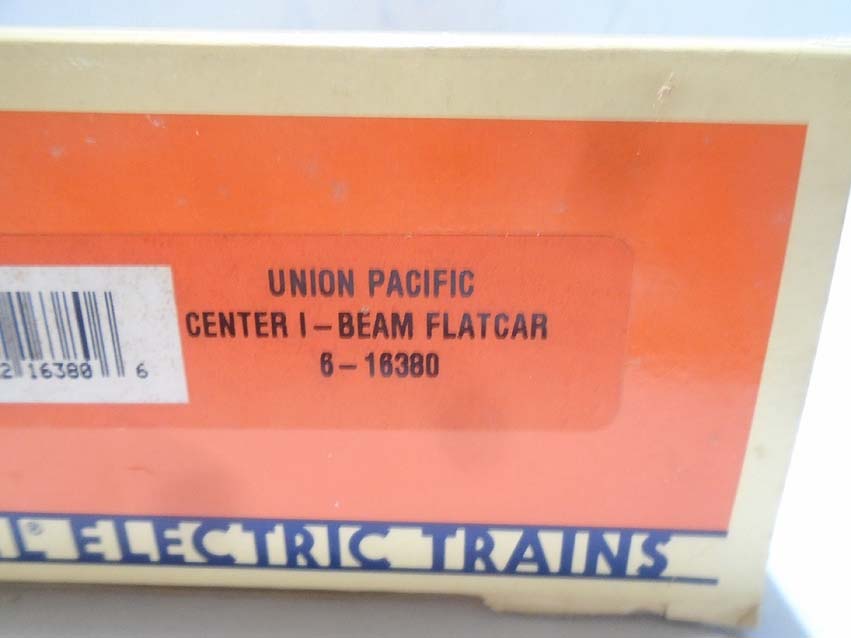 UNION PACIFIC
CENTER I-BEAM FLATCAR
6-16380
2 16380 6
L® ELECTRIC TRAINS